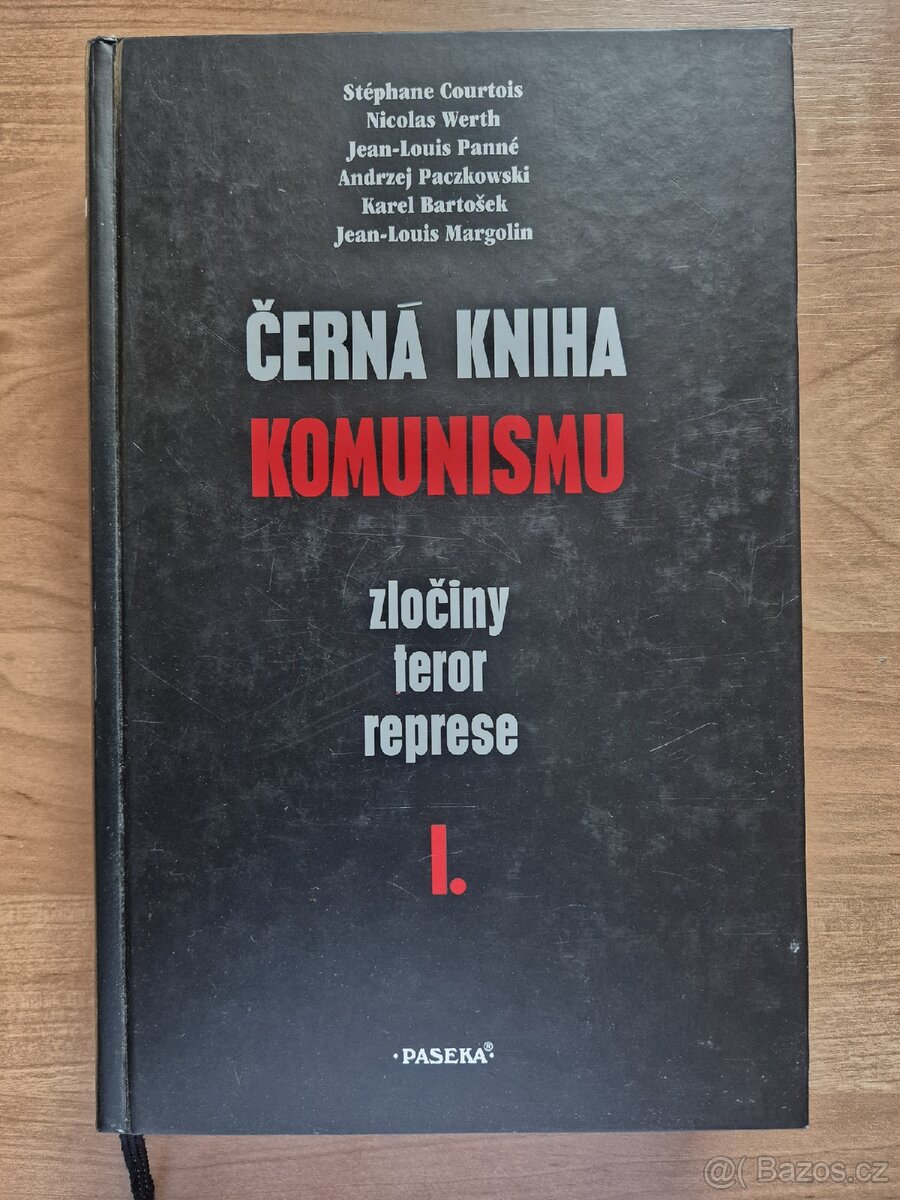 Stéphane Courtois
Nicolas Werth
Jean-Louis Panné
Andrzej Paczkowski
Karel Bartošek
Jean-Louis Margolin
ČERNÁ KNIHA
KOMUNISMU
zločiny
teror
represe
I.
·PASEKA®·
@( Bazos.cz